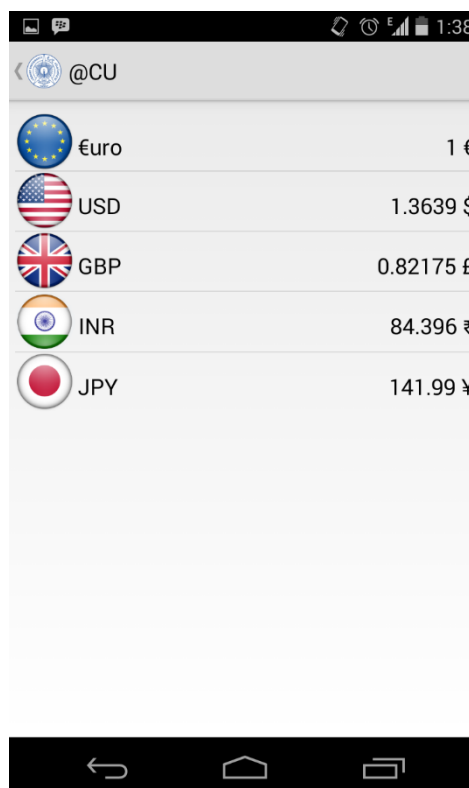 E 1:38
@CU
€uro 1 €
USD 1.3639 $
GBP 0.82175 £
INR 84.396 ₹
JPY 141.99 ¥